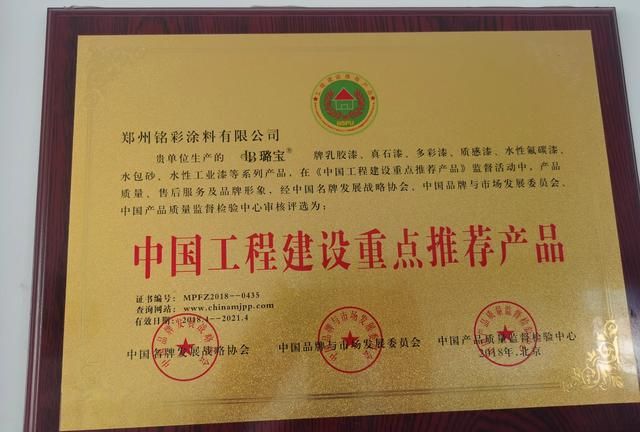 工程建设推荐产品
MSPU
郑州铭彩涂料有限公司
贵单位生产的 璐宝® 牌乳胶漆、真石漆、多彩漆、质感漆、水性氟碳漆、
水包砂、水性工业漆等系列产品，在《中国工程建设重点推荐产品》监督活动中，产品
质量、售后服务及品牌形象，经中国名牌发展战略协会、中国品牌与市场发展委员会、
中国产品质量监督检验中心审核评选为：
中国工程建设重点推荐产品
证书编号：MPFZ2018--0435
查询网站：www.chinamjpp.com
有效日期：2018.4--2021.4
中国名牌发展战略协会 中国品牌与市场发展委员会 中国产品质量监督检验中心
2018年.北京